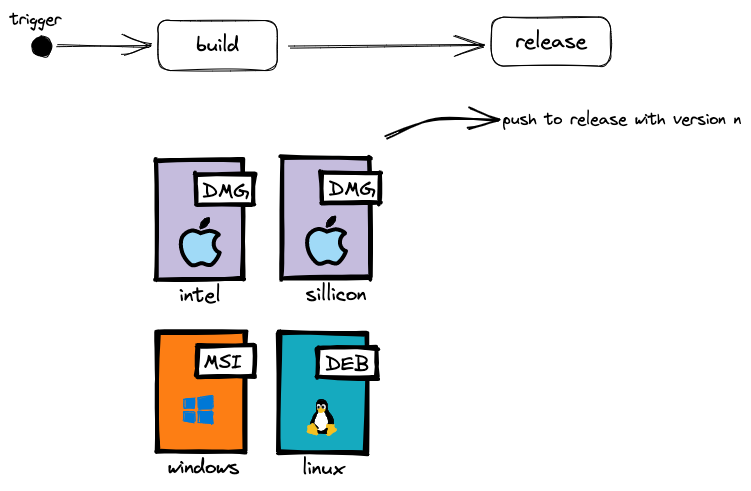 trigger
build
release
push to release with version n
DMG
DMG
intel
sillicon
MSI
DEB
windows
linux